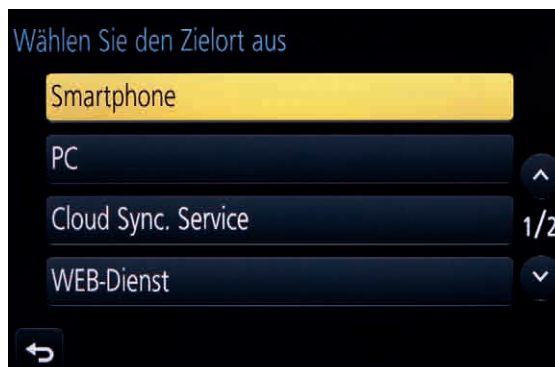 Wählen Sie den Zielort aus
Smartphone
PC
Cloud Sync. Service
1/2
WEB-Dienst